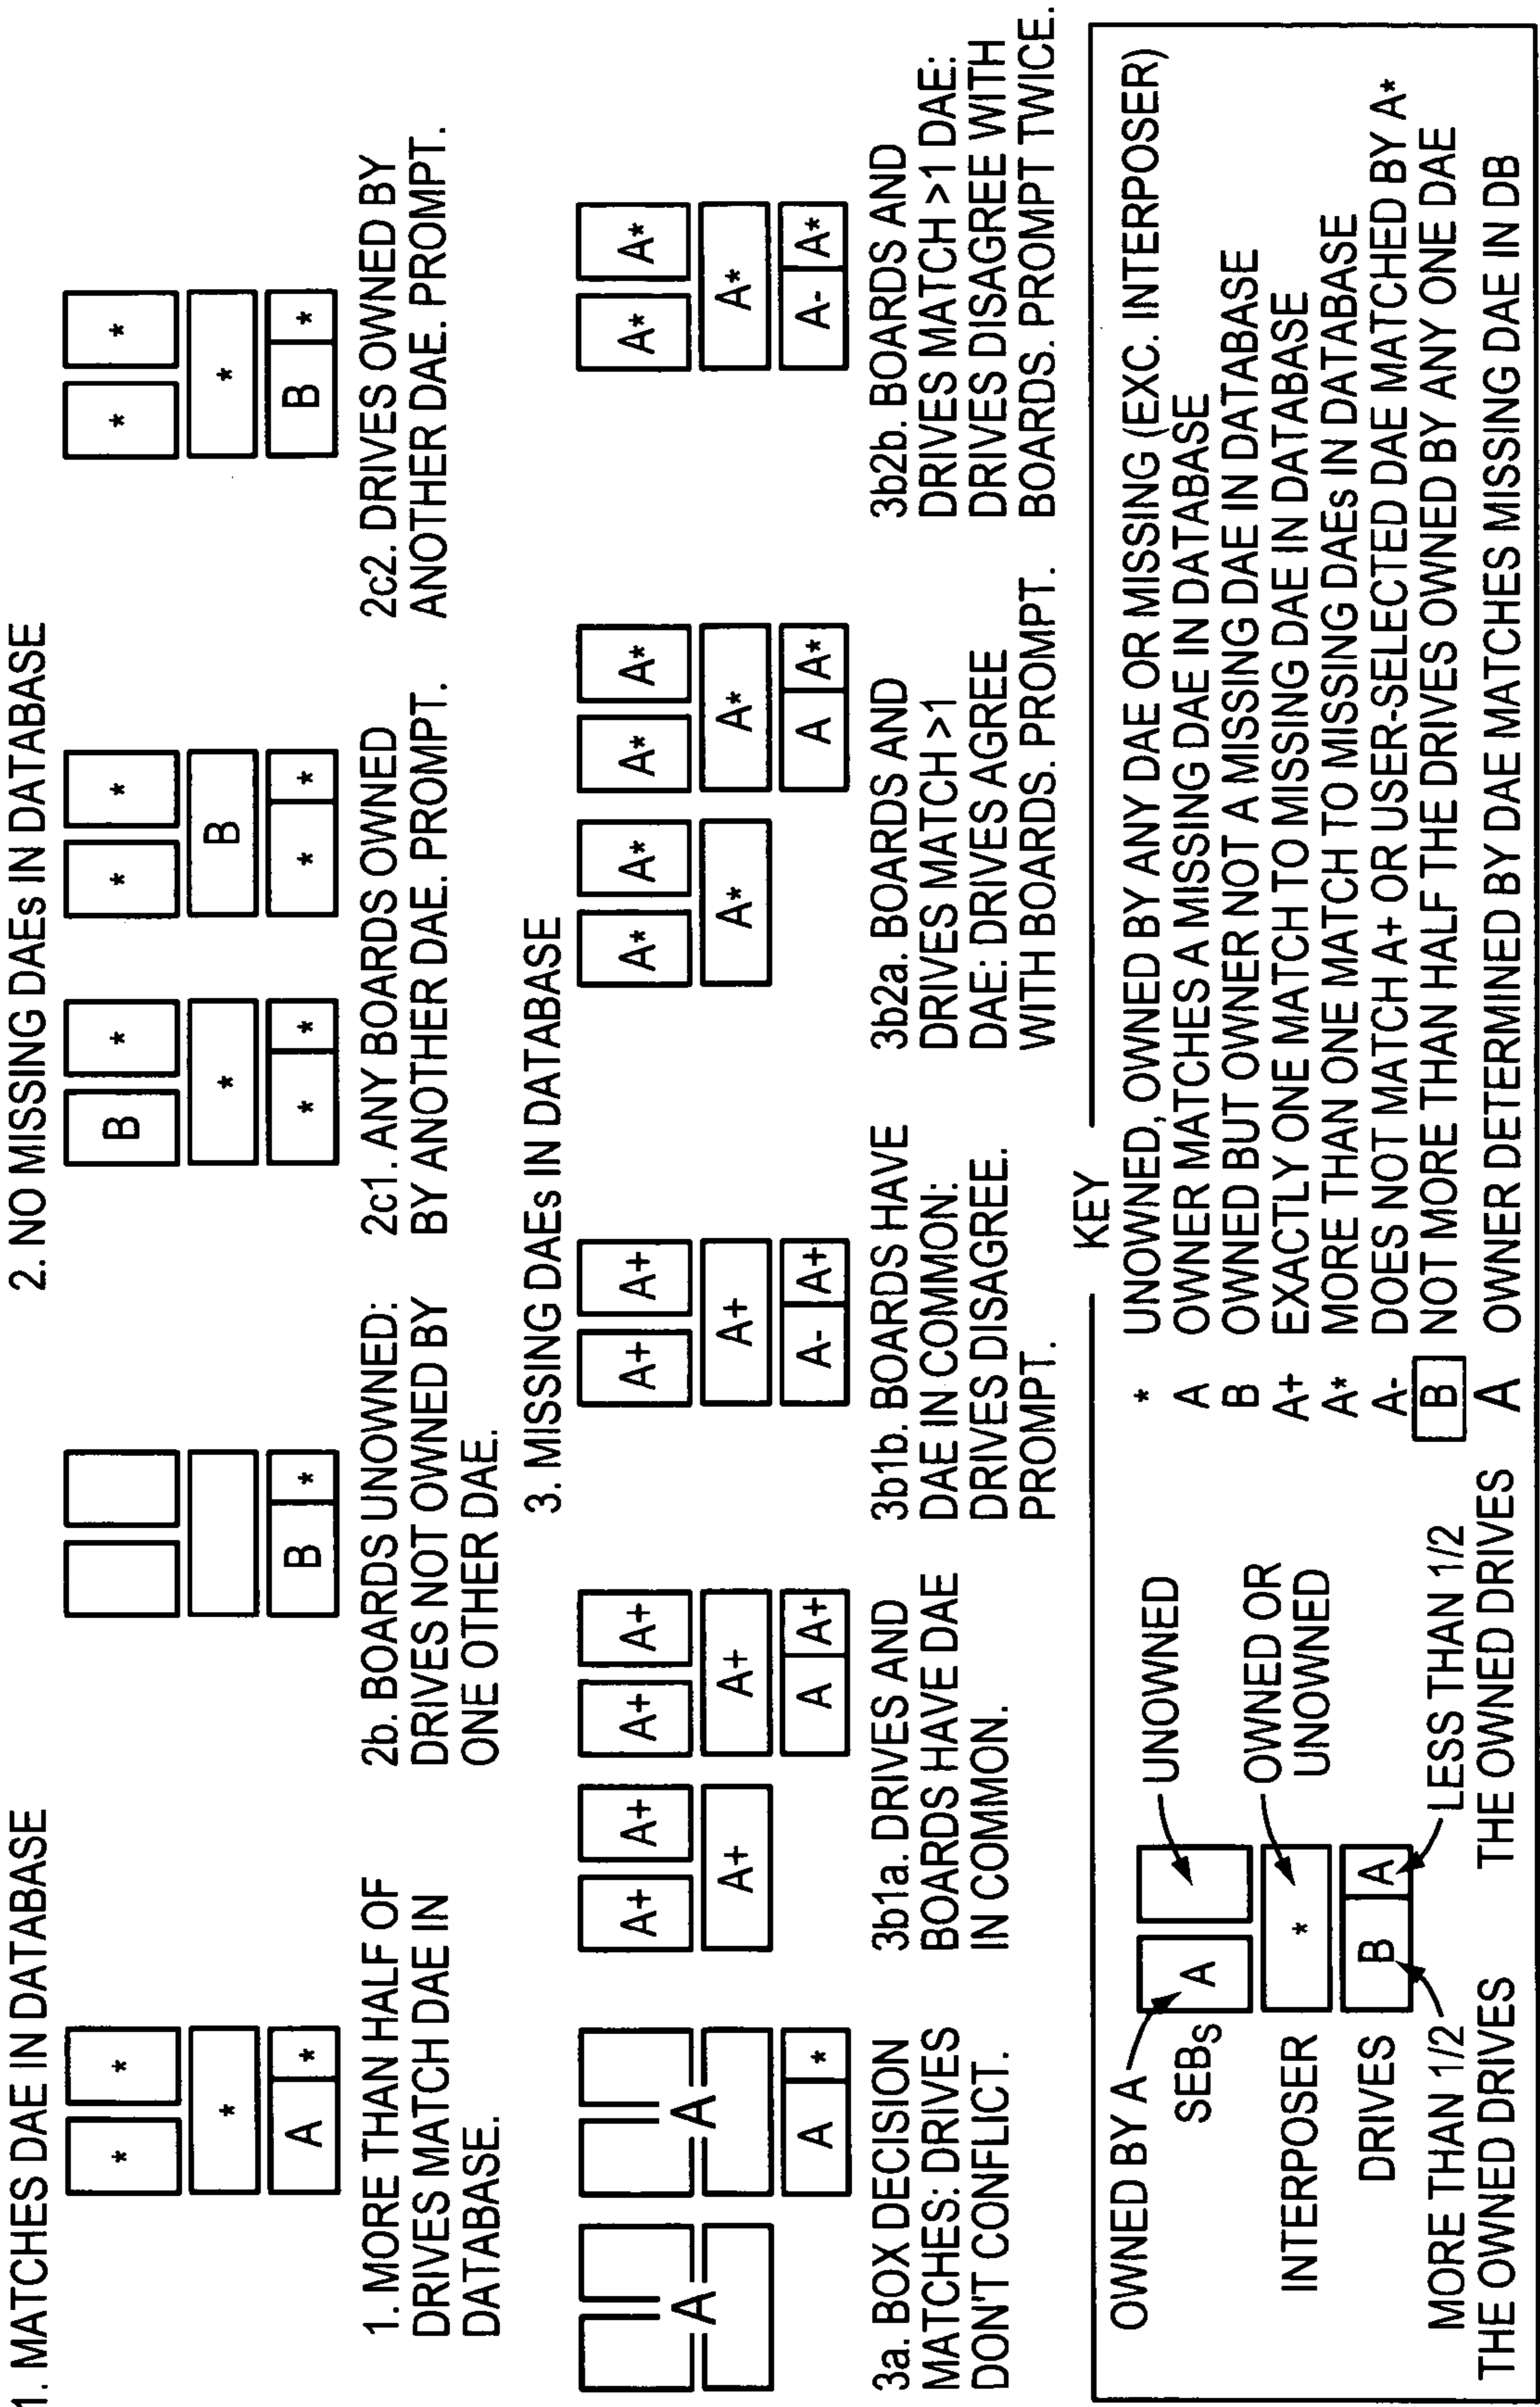 1. MATCHES DAE IN DATABASE
* *
*
A *
1. MORE THAN HALF OF
DRIVES MATCH DAE IN
DATABASE.
2. NO MISSING DAEs IN DATABASE
B *
2b. BOARDS UNOWNED:
DRIVES NOT OWNED BY
ONE OTHER DAE.
B *
*
* *
* *
B
* *
2c1. ANY BOARDS OWNED
BY ANOTHER DAE. PROMPT.
* *
*
B *
2c2. DRIVES OWNED BY
ANOTHER DAE. PROMPT.
3. MISSING DAEs IN DATABASE
A
A
A *
3a. BOX DECISION
MATCHES: DRIVES
DON'T CONFLICT.
A+ A+
A+
A+ A+
A+
A A+
3b1a. DRIVES AND
BOARDS HAVE DAE
IN COMMON.
A+ A+
A+
A- A+
3b1b. BOARDS HAVE
DAE IN COMMON:
DRIVES DISAGREE.
PROMPT.
A* A*
A*
A* A*
A*
A A*
3b2a. BOARDS AND
DRIVES MATCH >1
DAE: DRIVES AGREE
WITH BOARDS. PROMPT.
A* A*
A*
A- A*
3b2b. BOARDS AND
DRIVES MATCH >1 DAE:
DRIVES DISAGREE WITH
BOARDS. PROMPT TWICE.
KEY
OWNED BY A
UNOWNED
SEBS
A
INTERPOSER
*
OWNED OR
UNOWNED
DRIVES
B A
MORE THAN 1/2
THE OWNED DRIVES
LESS THAN 1/2
THE OWNED DRIVES
* UNOWNED, OWNED BY ANY DAE OR MISSING (EXC. INTERPOSER)
A OWNER MATCHES A MISSING DAE IN DATABASE
B OWNED BUT OWNER NOT A MISSING DAE IN DATABASE
A+ EXACTLY ONE MATCH TO MISSING DAE IN DATABASE
A* MORE THAN ONE MATCH TO MISSING DAEs IN DATABASE
A- DOES NOT MATCH A+ OR USER-SELECTED DAE MATCHED BY A*
B NOT MORE THAN HALF THE DRIVES OWNED BY ANY ONE DAE
A OWNER DETERMINED BY DAE MATCHES MISSING DAE IN DB